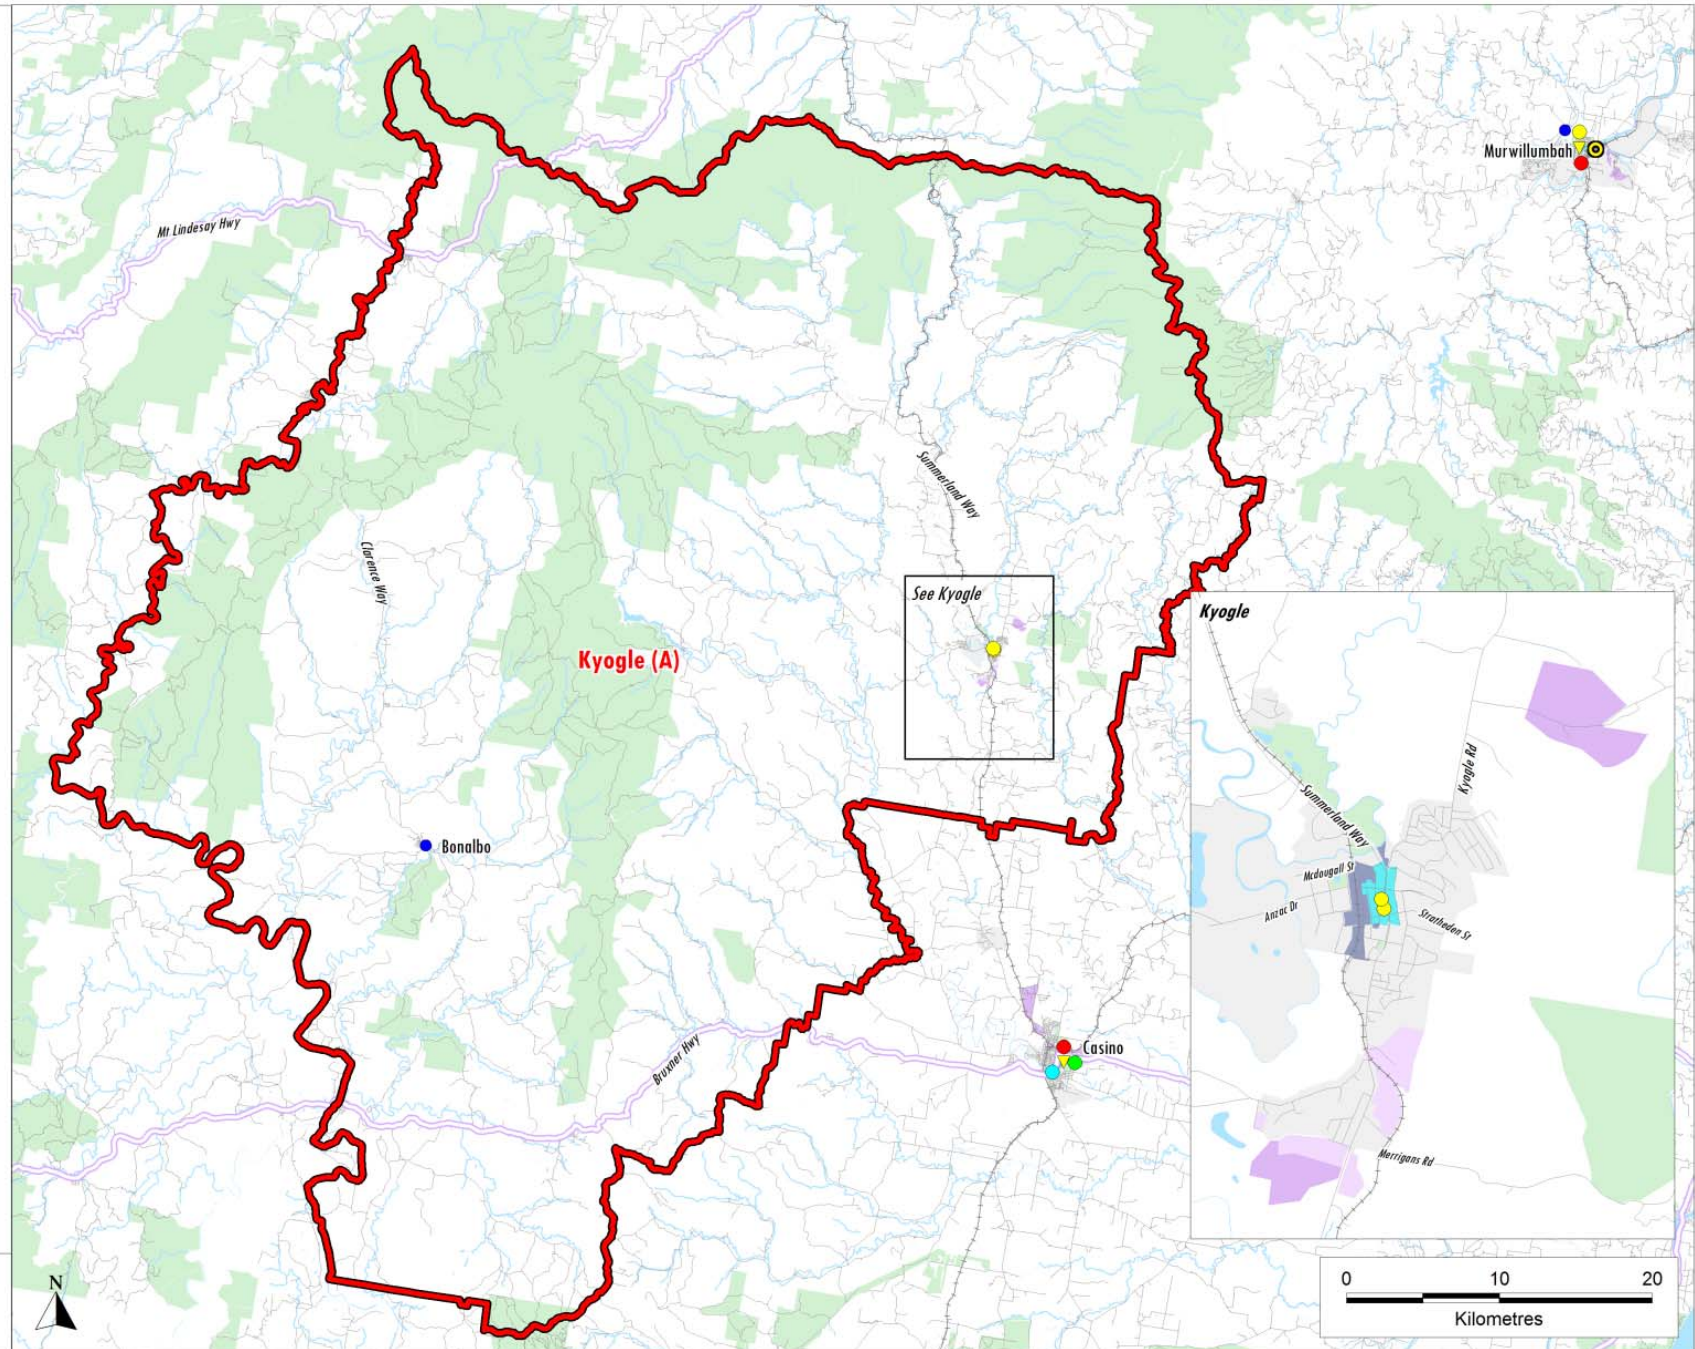 Murwillumbah
Mt Lindesay Hwy
Summerland Way
Clarence Way
See Kyogle
Kyogle (A)
Bonalbo
Bruxner Hwy
Casino
Kyogle
Kyogle Rd
Summerland Way
Mcdougall St
Anzac Dr
Stratheden St
Merrigans Rd
N
0 10 20
Kilometres